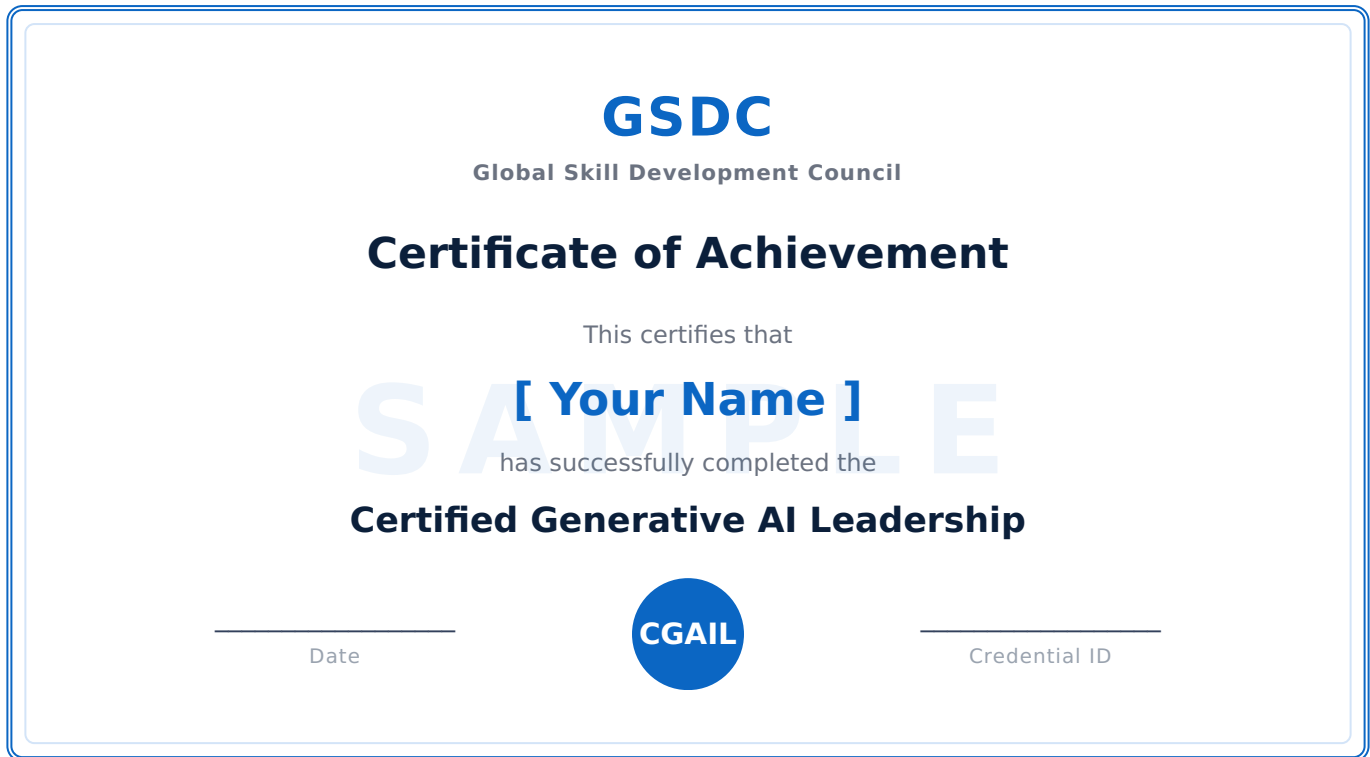 GSDC
Global Skill Development Council
Certificate of Achievement
This certifies that
SAMPLE
[ Your Name ]
has successfully completed the
Certified Generative AI Leadership
CGAIL
Date
Credential ID